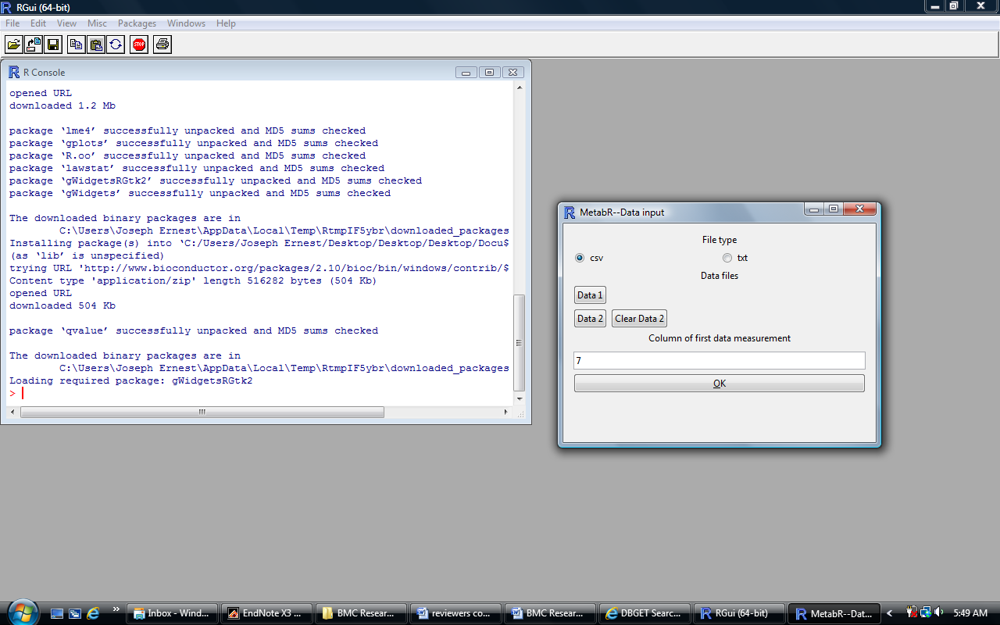 RGui (64-bit)
File Edit View Misc Packages Windows Help
STOP
R Console
opened URL
downloaded 1.2 Mb
package ‘lme4’ successfully unpacked and MD5 sums checked
package ‘gplots’ successfully unpacked and MD5 sums checked
package ‘R.oo’ successfully unpacked and MD5 sums checked
package ‘lawstat’ successfully unpacked and MD5 sums checked
package ‘gWidgetsRGtk2’ successfully unpacked and MD5 sums checked
package ‘gWidgets’ successfully unpacked and MD5 sums checked
The downloaded binary packages are in
C:\Users\Joseph Ernest\AppData\Local\Temp\RtmpIF5ybr\downloaded_packages
Installing package(s) into ‘C:/Users/Joseph Ernest/Desktop/Desktop/Desktop/Docu$
(as ‘lib’ is unspecified)
trying URL 'http://www.bioconductor.org/packages/2.10/bioc/bin/windows/contrib/$
Content type 'application/zip' length 516282 bytes (504 Kb)
opened URL
downloaded 504 Kb
package ‘qvalue’ successfully unpacked and MD5 sums checked
The downloaded binary packages are in
C:\Users\Joseph Ernest\AppData\Local\Temp\RtmpIF5ybr\downloaded_packages
Loading required package: gWidgetsRGtk2
>
MetabR--Data input
File type
csv txt
Data files
Data 1
Data 2 Clear Data 2
Column of first data measurement
7
OK
Inbox - Wind... EndNote X3 ... BMC Resear... reviewers co... BMC Resear... DBGET Searc... RGui (64-bit) MetabR--Dat... 5:49 AM